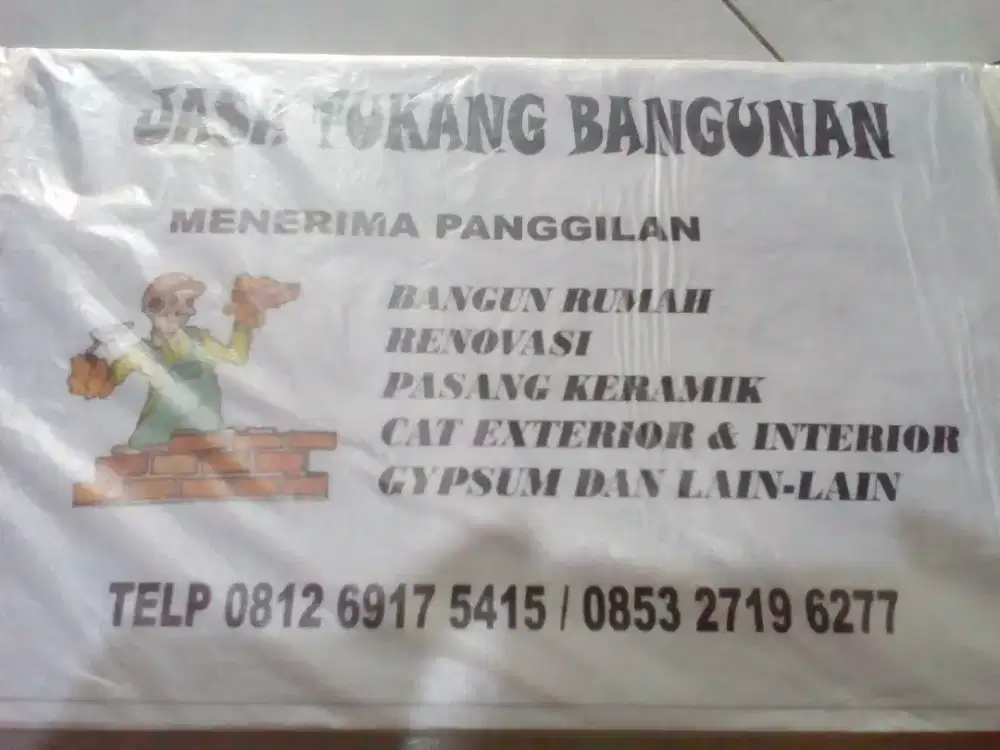 JASA TUKANG BANGUNAN
MENERIMA PANGGILAN
BANGUN RUMAH
RENOVASI
PASANG KERAMIK
CAT EXTERIOR & INTERIOR
GYPSUM DAN LAIN-LAIN
TELP 0812 6917 5415 / 0853 2719 6277